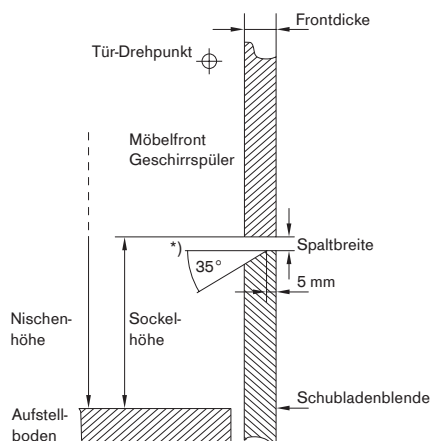 Frontdicke
Tür-Drehpunkt
Möbelfront
Geschirrspüler
*)
Spaltbreite
35°
5 mm
Nischen-
höhe
Sockel-
höhe
Schubladenblende
Aufstell-
boden